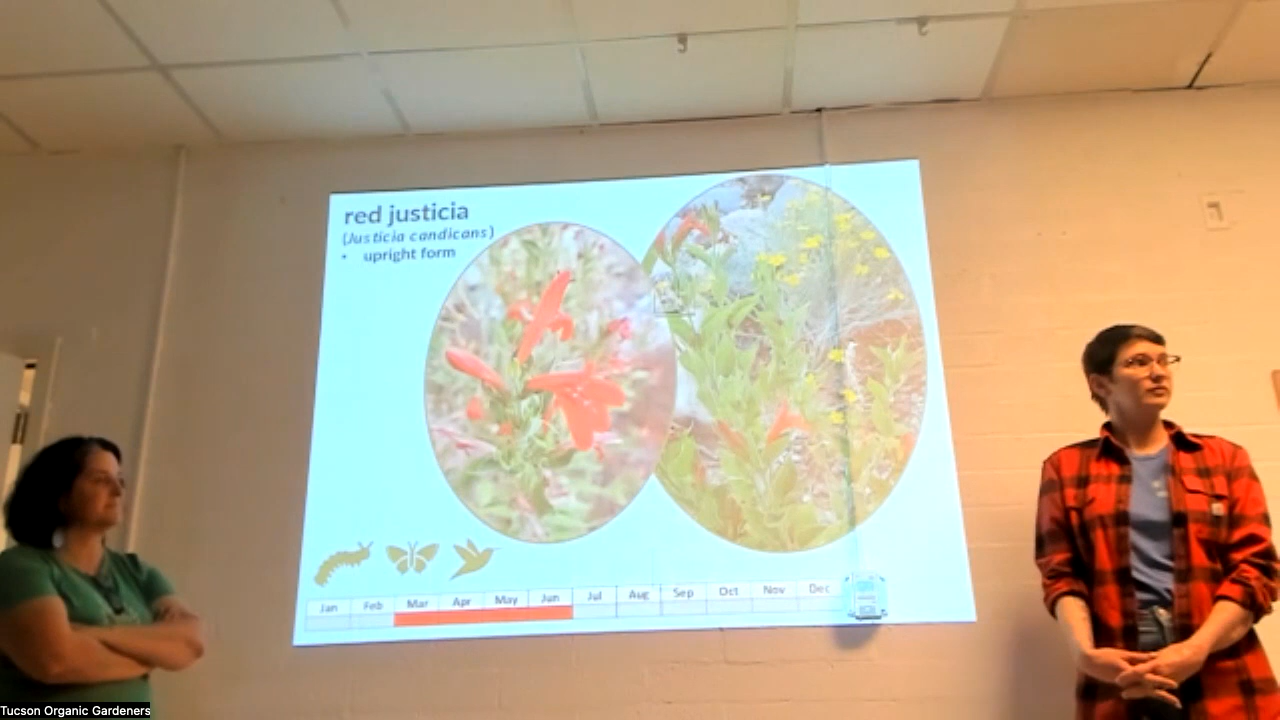 red justicia
(Justicia candicans)
• upright form
Jan Feb Mar Apr May Jun Jul Aug Sep Oct Nov Dec
Tucson Organic Gardeners